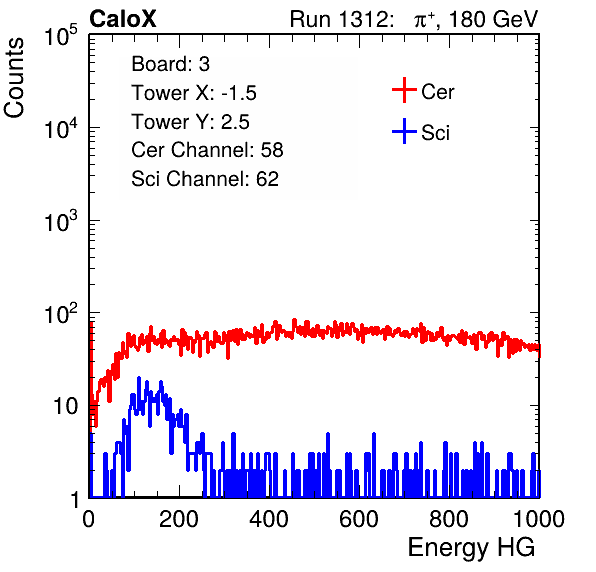 CaloX Run 1312: π⁺, 180 GeV
Counts
10⁵
10⁴
10³
10²
10
1
Board: 3
Tower X: -1.5
Tower Y: 2.5
Cer Channel: 58
Sci Channel: 62
Cer
Sci
0 200 400 600 800 1000
Energy HG